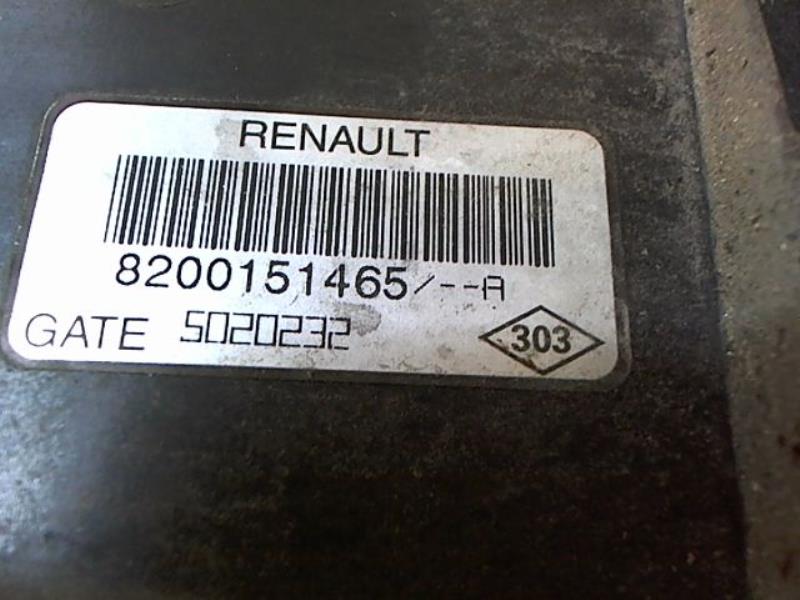 RENAULT
8200151465/--A
GATE 5020232
303